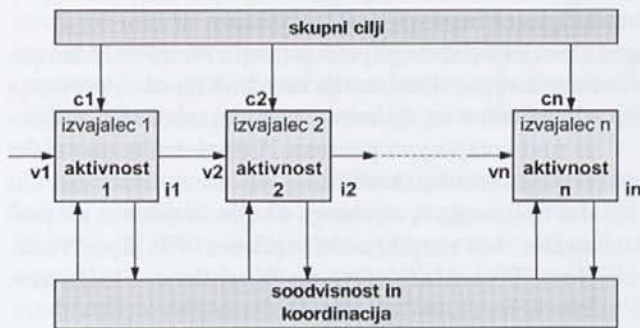 skupni cilji
c1 c2 cn
izvajalec 1 izvajalec 2 izvajalec n
v1 aktivnost 1 i1 v2 aktivnost 2 i2 vn aktivnost n in
soodvisnost in
koordinacija